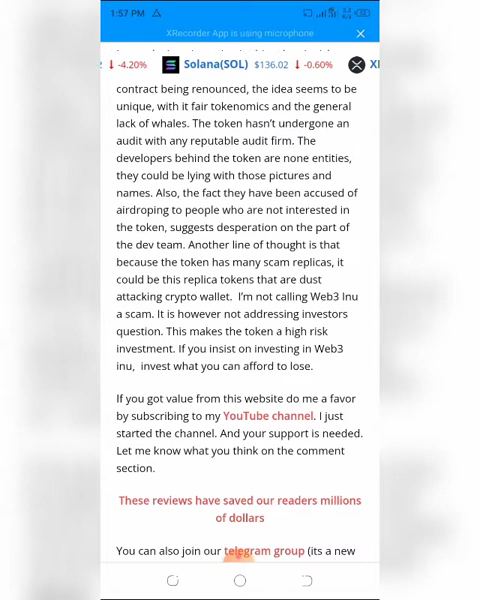 1:57 PM
XRecorder App is using microphone
-4.20% Solana(SOL) $136.02 -0.60%
contract being renounced, the idea seems to be
unique, with it fair tokenomics and the general
lack of whales. The token hasn't undergone an
audit with any reputable audit firm. The
developers behind the token are none entities,
they could be lying with those pictures and
names. Also, the fact they have been accused of
airdroping to people who are not interested in
the token, suggests desperation on the part of
the dev team. Another line of thought is that
because the token has many scam replicas, it
could be this replica tokens that are dust
attacking crypto wallet. I'm not calling Web3 Inu
a scam. It is however not addressing investors
question. This makes the token a high risk
investment. If you insist on investing in Web3
inu, invest what you can afford to lose.
If you got value from this website do me a favor
by subscribing to my YouTube channel. I just
started the channel. And your support is needed.
Let me know what you think on the comment
section.
These reviews have saved our readers millions
of dollars
You can also join our telegram group (its a new